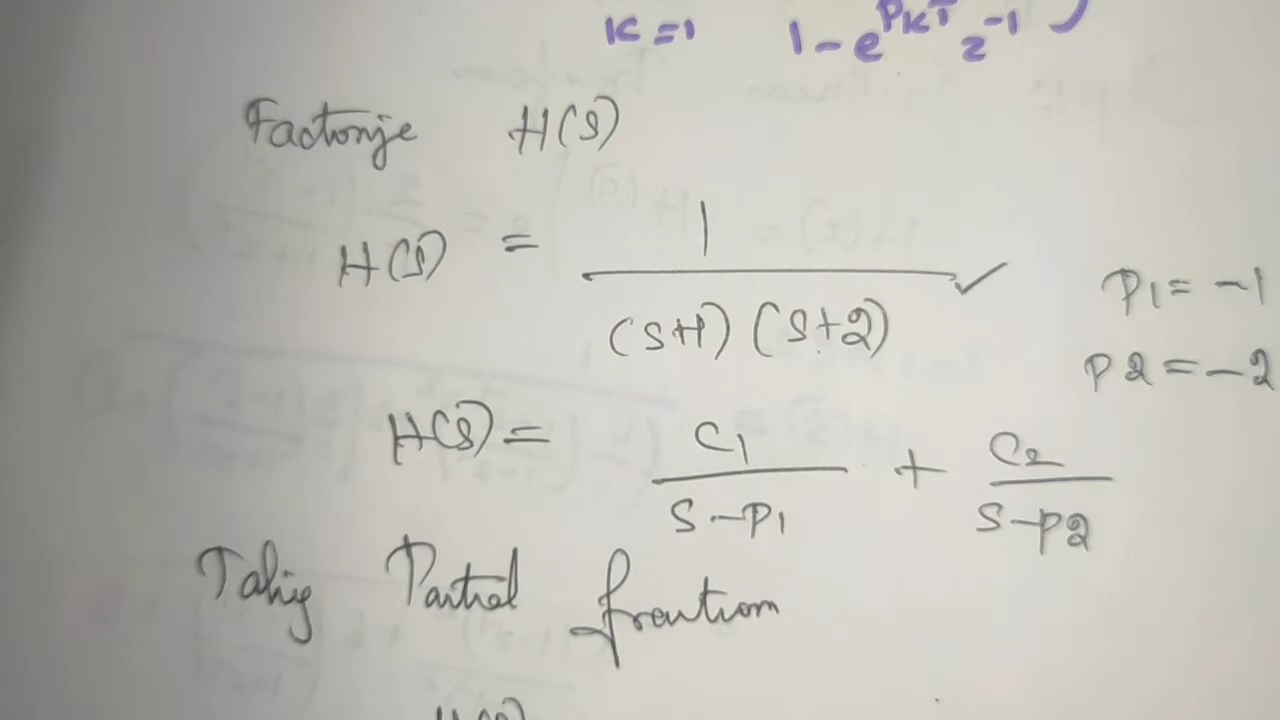 K=1 1-e^{PKT} z^{-1} )
Factorize H(S)
H(S) = 1 / (S+1) (S+2) ✓
P1 = -1
P2 = -2
H(S) = C1 / S-P1 + C2 / S-P2
Taking Partial fraction
H(S)